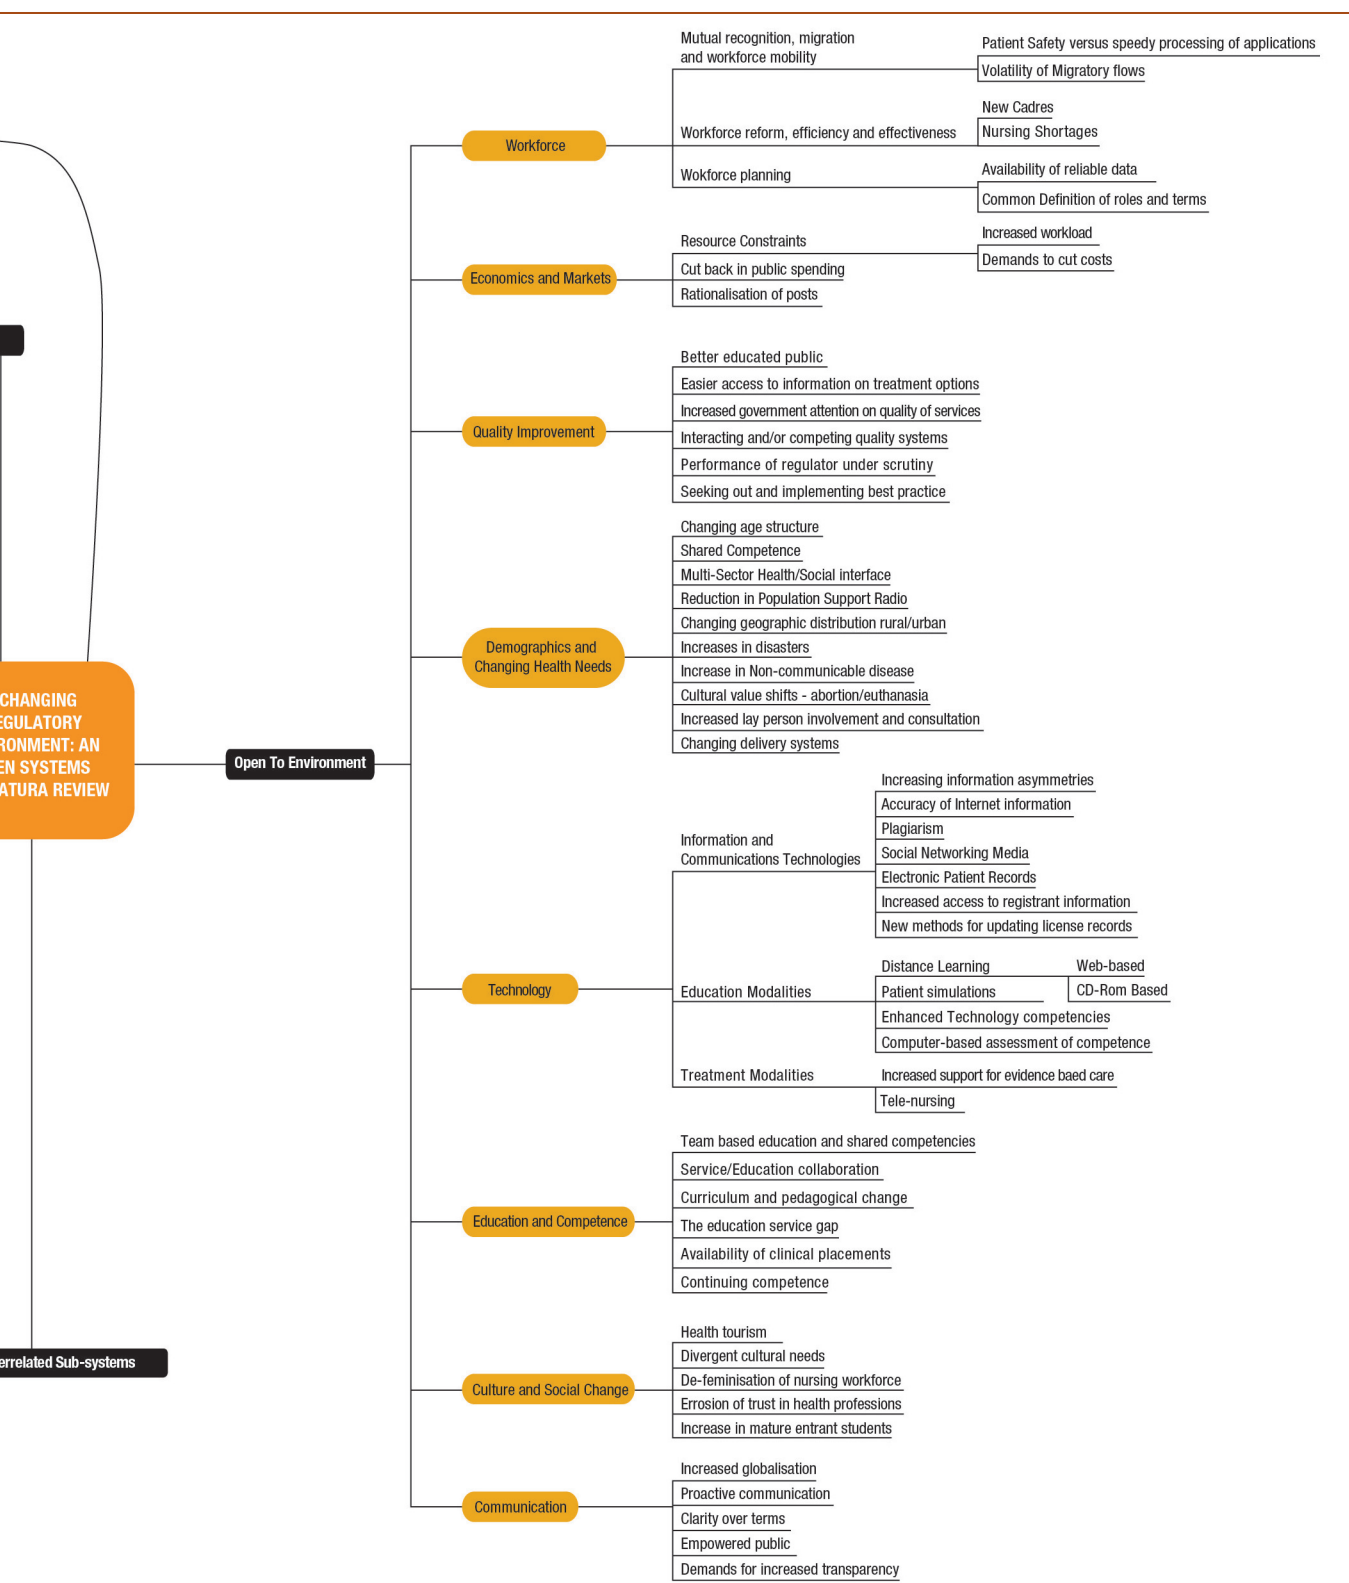 Mutual recognition, migration
and workforce mobility
Patient Safety versus speedy processing of applications
Volatility of Migratory flows
New Cadres
Workforce reform, efficiency and effectiveness
Nursing Shortages
Workforce
Wokforce planning
Availability of reliable data
Common Definition of roles and terms
Resource Constraints
Increased workload
Demands to cut costs
Economics and Markets
Cut back in public spending
Rationalisation of posts
Better educated public
Easier access to information on treatment options
Increased government attention on quality of services
Quality Improvement
Interacting and/or competing quality systems
Performance of regulator under scrutiny
Seeking out and implementing best practice
Changing age structure
Shared Competence
Multi-Sector Health/Social interface
Reduction in Population Support Radio
Changing geographic distribution rural/urban
Demographics and
Changing Health Needs
Increases in disasters
Increase in Non-communicable disease
Cultural value shifts - abortion/euthanasia
Increased lay person involvement and consultation
Changing delivery systems
CHANGING
EGULATORY
RONMENT: AN
EN SYSTEMS
ATURA REVIEW
Open To Environment
Information and
Communications Technologies
Increasing information asymmetries
Accuracy of Internet information
Plagiarism
Social Networking Media
Electronic Patient Records
Increased access to registrant information
New methods for updating license records
Technology
Education Modalities
Distance Learning
Web-based
CD-Rom Based
Patient simulations
Enhanced Technology competencies
Computer-based assessment of competence
Treatment Modalities
Increased support for evidence baed care
Tele-nursing
Team based education and shared competencies
Service/Education collaboration
Curriculum and pedagogical change
Education and Competence
The education service gap
Availability of clinical placements
Continuing competence
errelated Sub-systems
Health tourism
Divergent cultural needs
Culture and Social Change
De-feminisation of nursing workforce
Errosion of trust in health professions
Increase in mature entrant students
Increased globalisation
Proactive communication
Communication
Clarity over terms
Empowered public
Demands for increased transparency